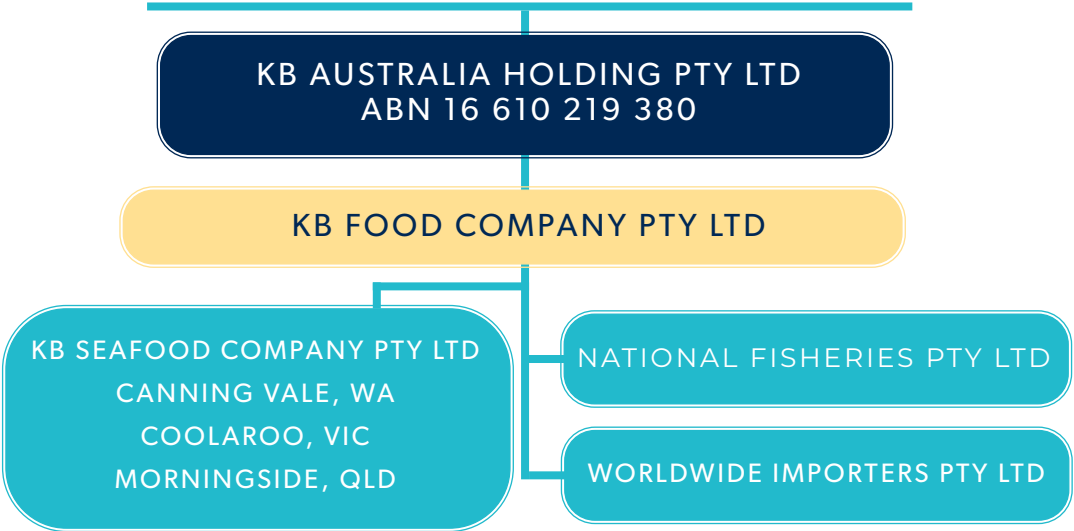 KB AUSTRALIA HOLDING PTY LTD
ABN 16 610 219 380
KB FOOD COMPANY PTY LTD
KB SEAFOOD COMPANY PTY LTD
CANNING VALE, WA
COOLAROO, VIC
MORNINGSIDE, QLD
NATIONAL FISHERIES PTY LTD
WORLDWIDE IMPORTERS PTY LTD